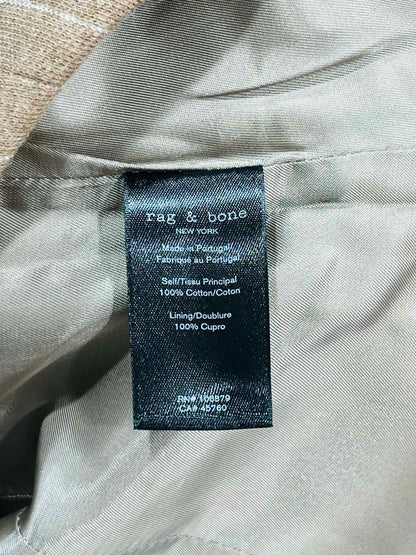 rag & bone
NEW YORK
Made in Portugal/
Fabriqué au Portugal
Self/Tissu Principal
100% Cotton/Coton
Lining/Doublure
100% Cupro
RN# 108879
CA# 45760